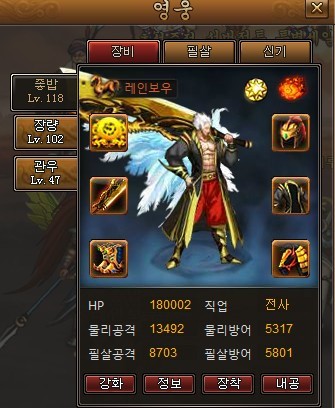 영웅
×
장비 필살 신기
종밥
Lv.118
장량
Lv.102
관우
Lv.47
레인보우
HP 180002 직업 전사
물리공격 13492 물리방어 5317
필살공격 8703 필살방어 5801
강화 정보 장착 내공